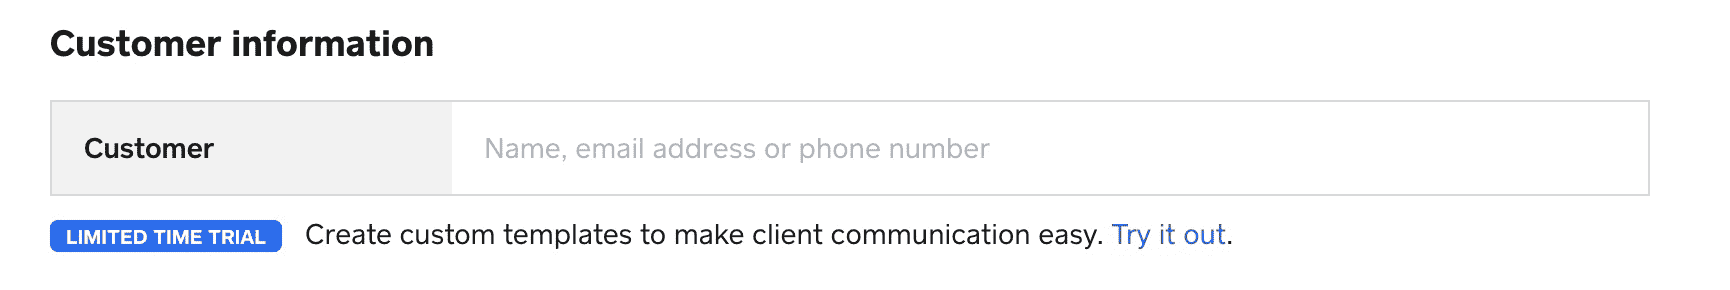 Customer information
Customer
Name, email address or phone number
LIMITED TIME TRIAL Create custom templates to make client communication easy. Try it out.